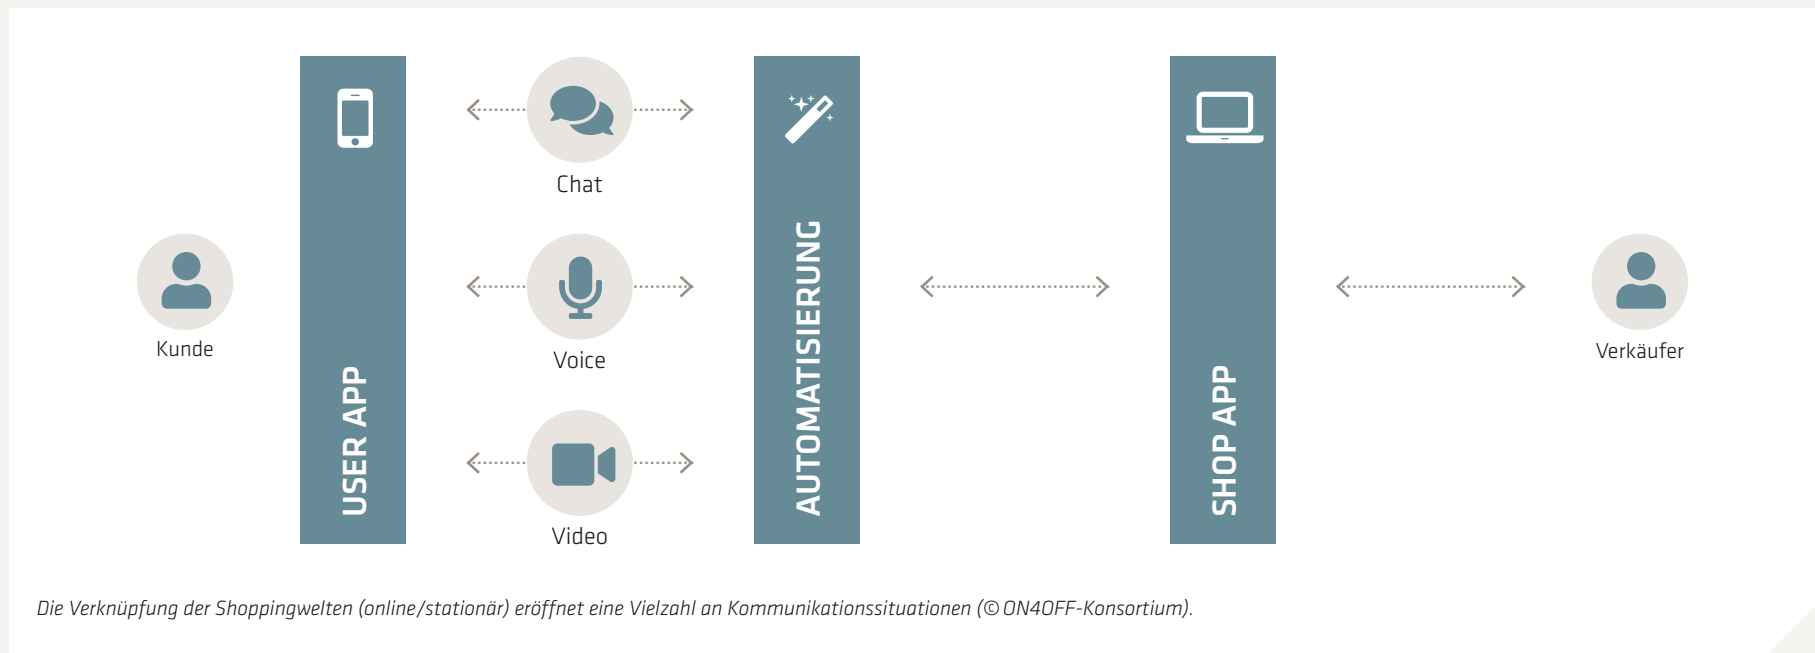 Kunde
USER APP
Chat
Voice
Video
AUTOMATISIERUNG
SHOP APP
Verkäufer
Die Verknüpfung der Shoppingwelten (online/stationär) eröffnet eine Vielzahl an Kommunikationssituationen (© ON4OFF-Konsortium).